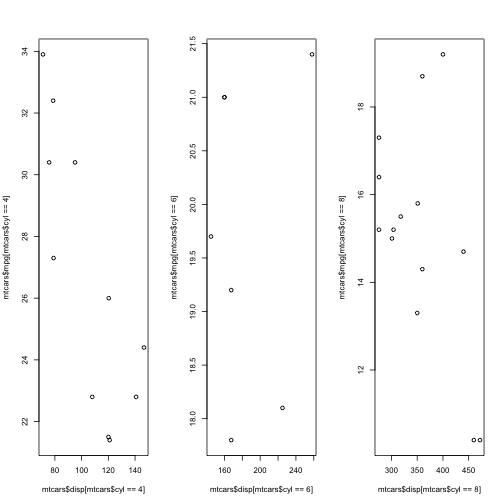 mtcars$mpg[mtcars$cyl == 4]
34
32
30
28
26
24
22
80 100 120 140
mtcars$disp[mtcars$cyl == 4]
mtcars$mpg[mtcars$cyl == 6]
21.5
21.0
20.5
20.0
19.5
19.0
18.5
18.0
160 200 240
mtcars$disp[mtcars$cyl == 6]
mtcars$mpg[mtcars$cyl == 8]
18
16
14
12
300 350 400 450
mtcars$disp[mtcars$cyl == 8]